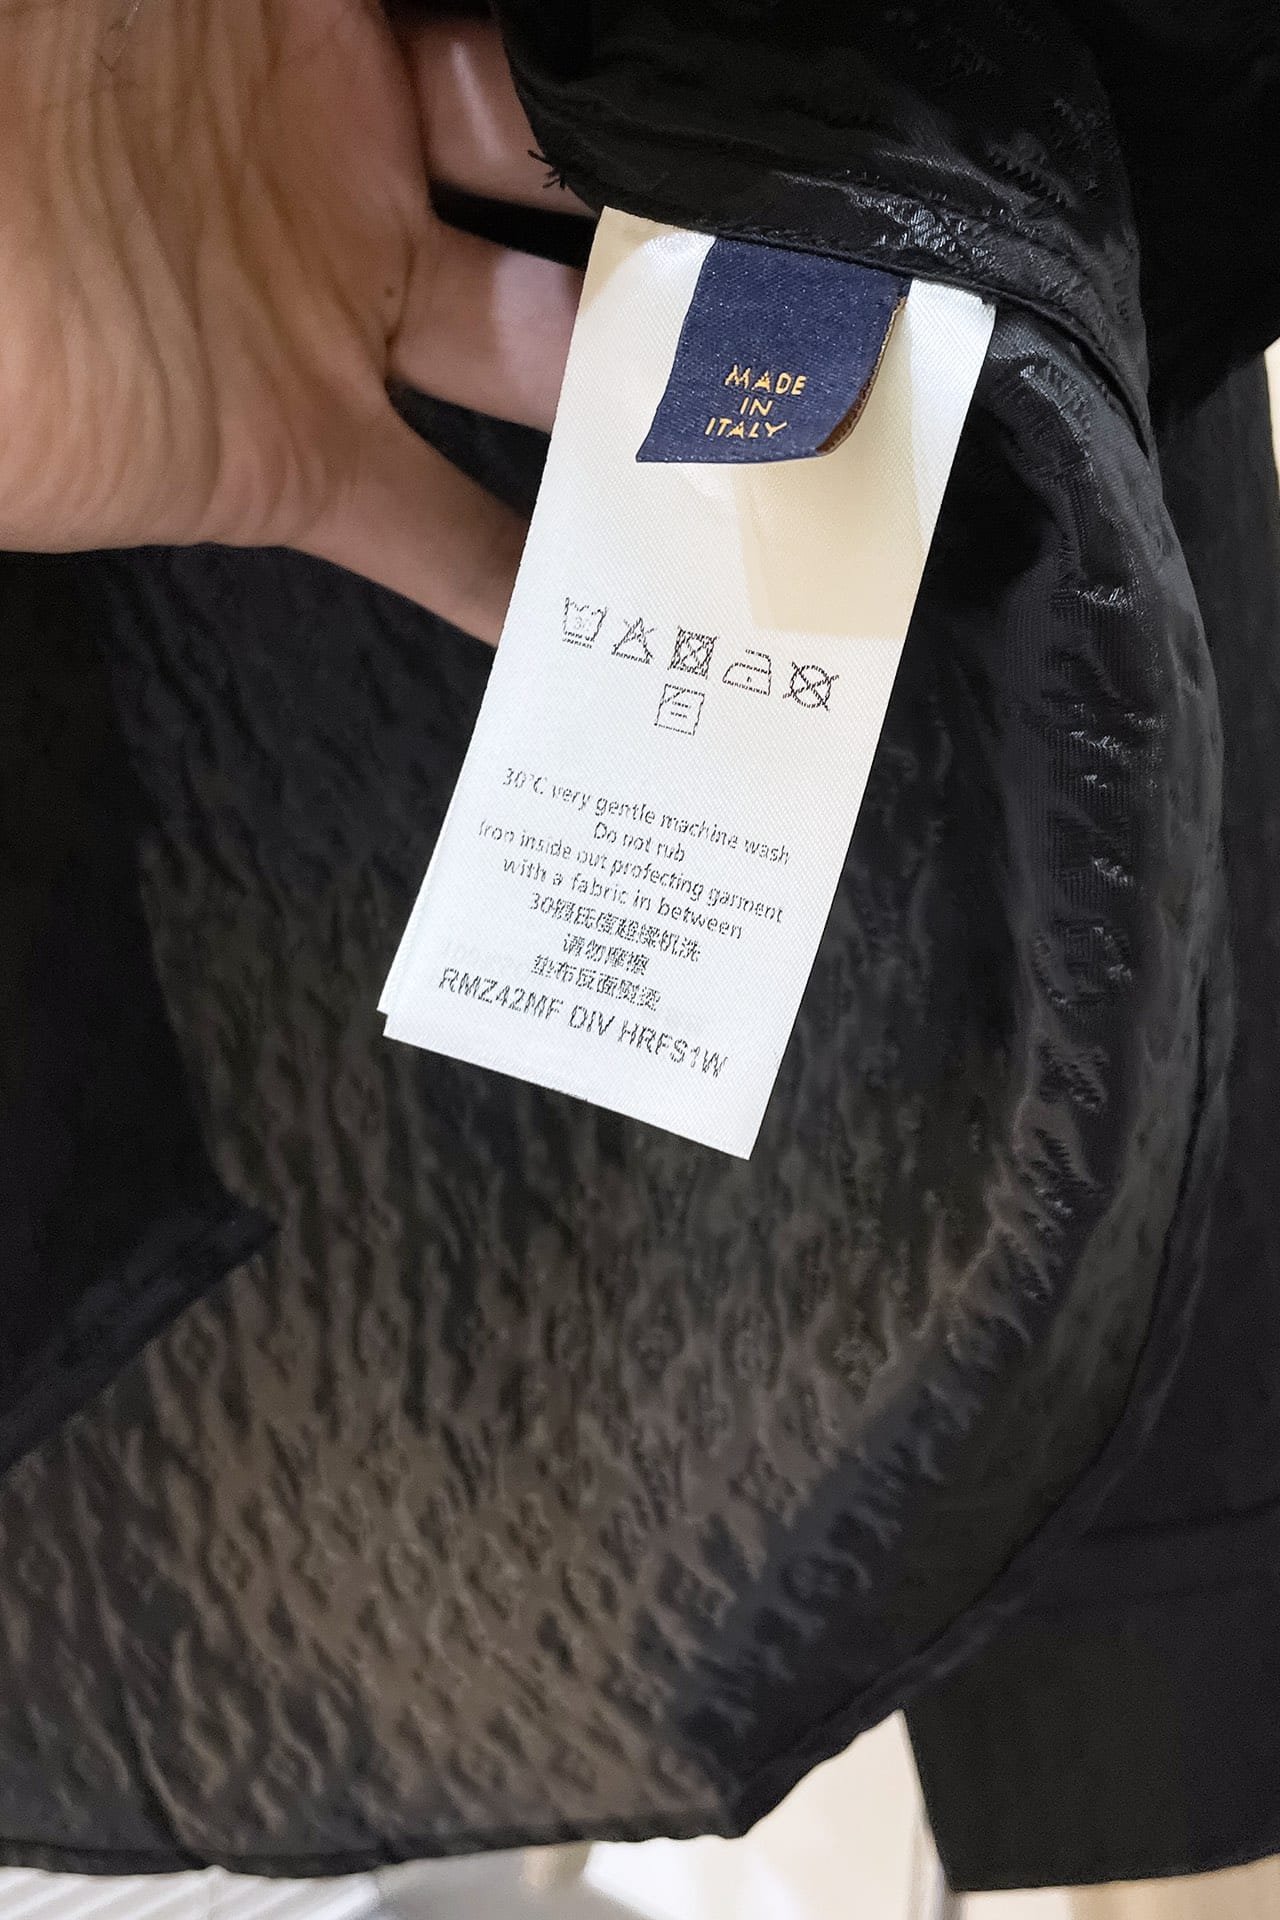 MADE
IN
ITALY
30
30°C very gentle machine wash
Do not rub
Iron inside out protecting garment
with a fabric in between
30摄氏度超柔机洗
请勿摩擦
垫布反面熨烫
RMZ42MF DIV HRFS1W